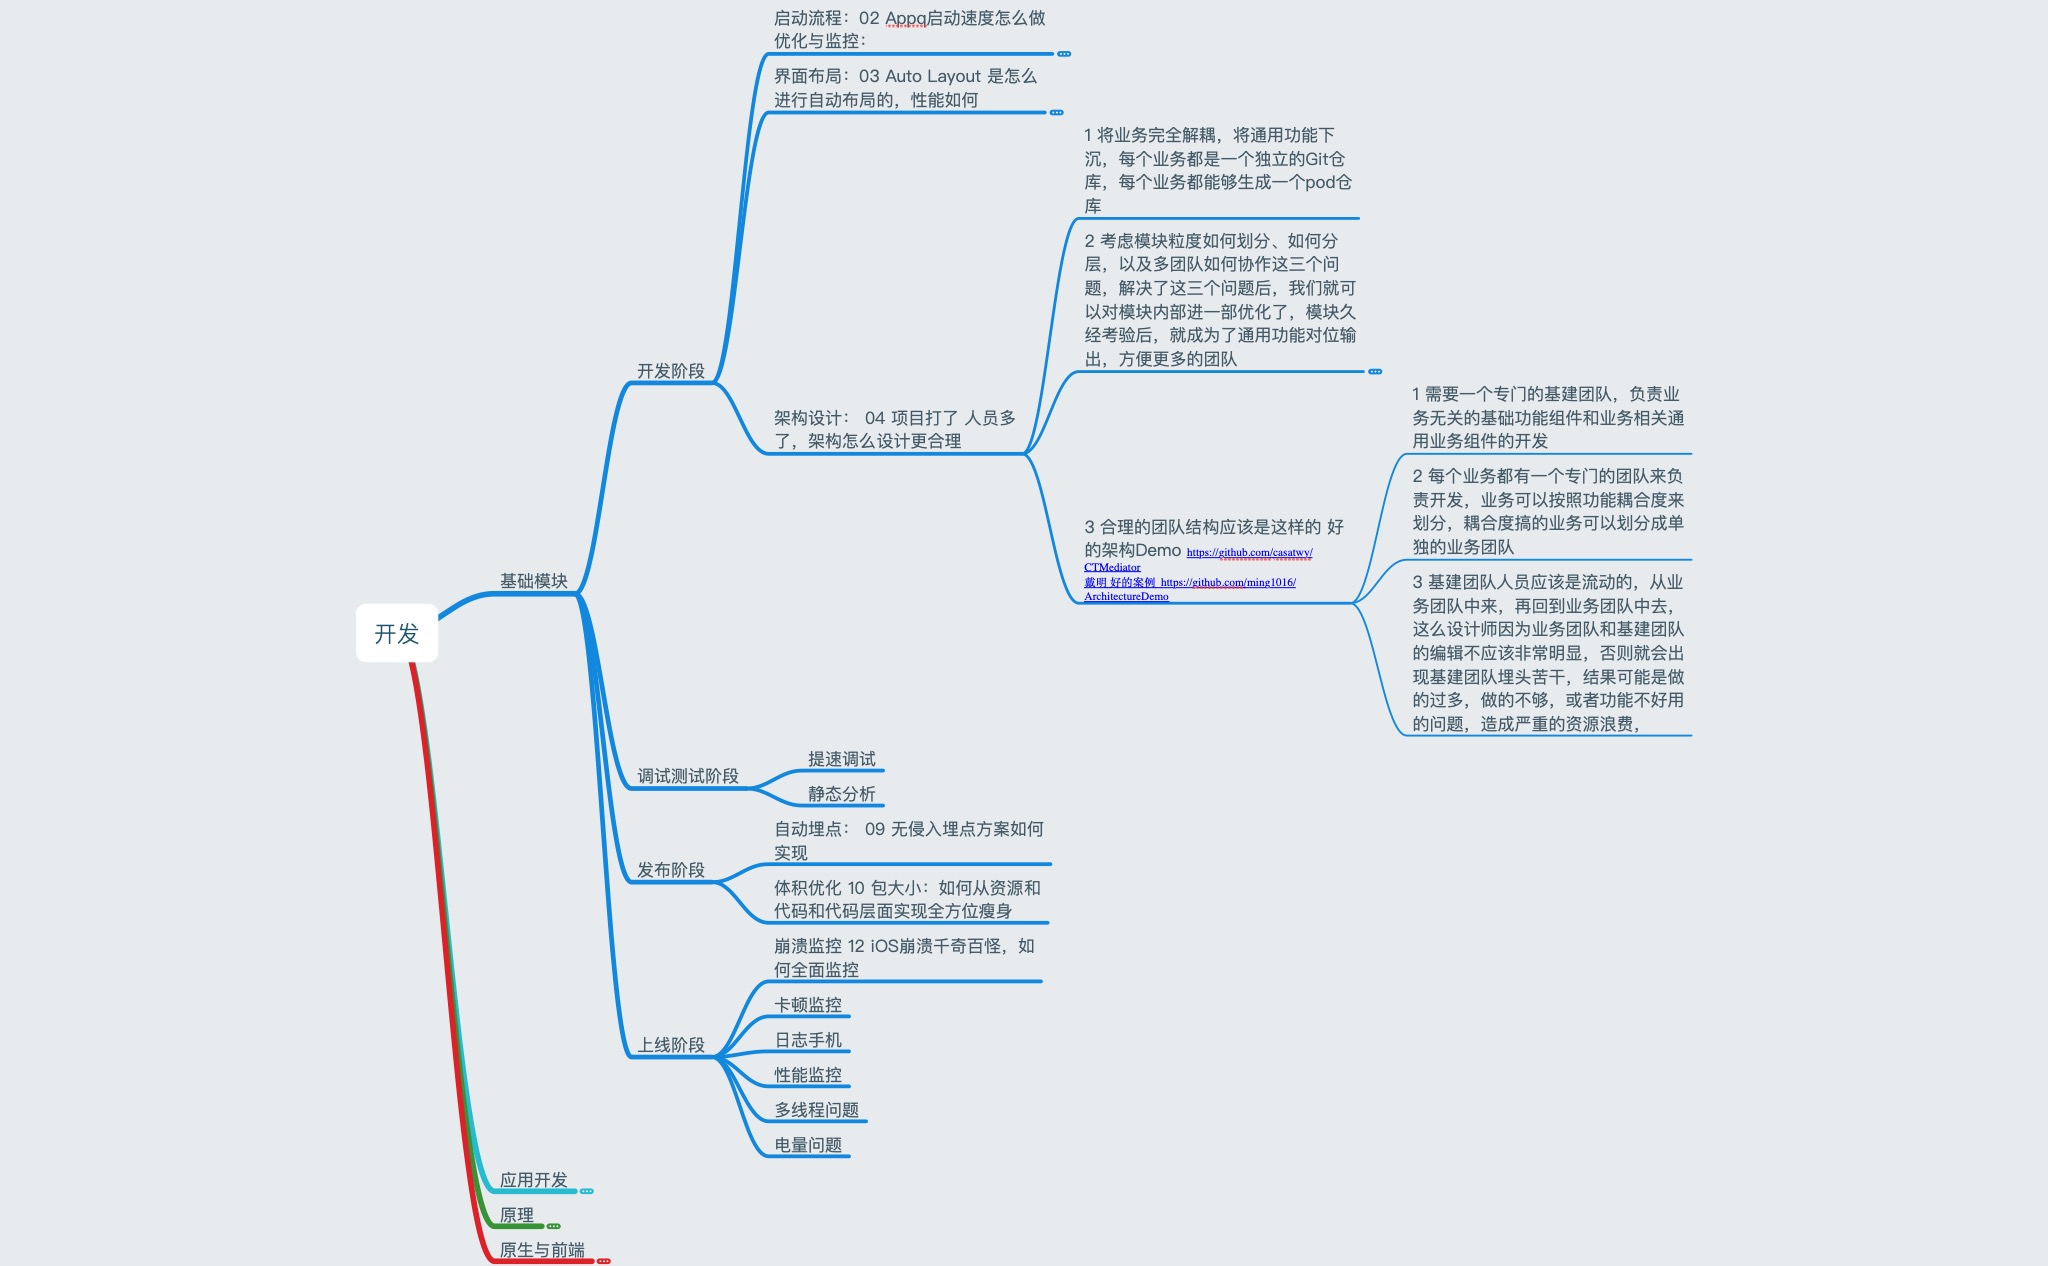 启动流程：02 Appq启动速度怎么做
优化与监控：
界面布局：03 Auto Layout 是怎么
进行自动布局的，性能如何
1 将业务完全解耦，将通用功能下
沉，每个业务都是一个独立的Git仓
库，每个业务都能够生成一个pod仓
库
2 考虑模块粒度如何划分、如何分
层，以及多团队如何协作这三个问
题，解决了这三个问题后，我们就可
以对模块内部进一部优化了，模块久
经考验后，就成为了通用功能对位输
出，方便更多的团队
开发阶段
架构设计： 04 项目打了 人员多
了，架构怎么设计更合理
1 需要一个专门的基建团队，负责业
务无关的基础功能组件和业务相关通
用业务组件的开发
2 每个业务都有一个专门的团队来负
责开发，业务可以按照功能耦合度来
划分，耦合度搞的业务可以划分成单
独的业务团队
3 合理的团队结构应该是这样的 好
的架构Demo https://github.com/casatwy/
CTMediator
戴明 好的案例 https://github.com/ming1016/
ArchitectureDemo
3 基建团队人员应该是流动的，从业
务团队中来，再回到业务团队中去，
这么设计师因为业务团队和基建团队
的编辑不应该非常明显，否则就会出
现基建团队埋头苦干，结果可能是做
的过多，做的不够，或者功能不好用
的问题，造成严重的资源浪费，
基础模块
开发
调试测试阶段
提速调试
静态分析
发布阶段
自动埋点： 09 无侵入埋点方案如何
实现
体积优化 10 包大小：如何从资源和
代码和代码层面实现全方位瘦身
上线阶段
崩溃监控 12 iOS崩溃千奇百怪，如
何全面监控
卡顿监控
日志手机
性能监控
多线程问题
电量问题
应用开发
原理
原生与前端